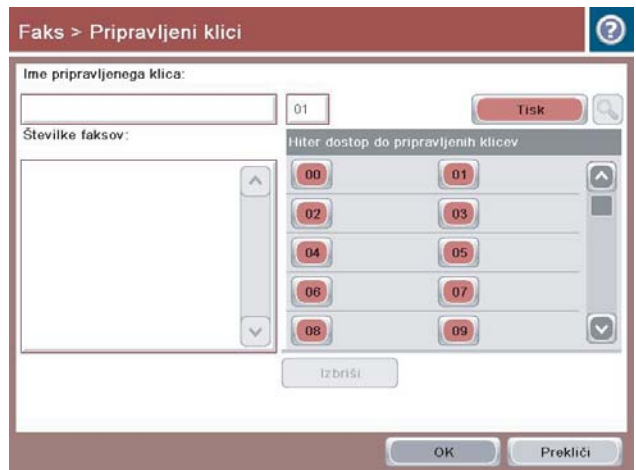 Faks > Pripravljeni klici
Ime pripravljenega klica:
01
Tisk
Številke faksov:
Hiter dostop do pripravljenih klicev
00 01
02 03
04 05
06 07
08 09
Izbriši
OK Prekliči